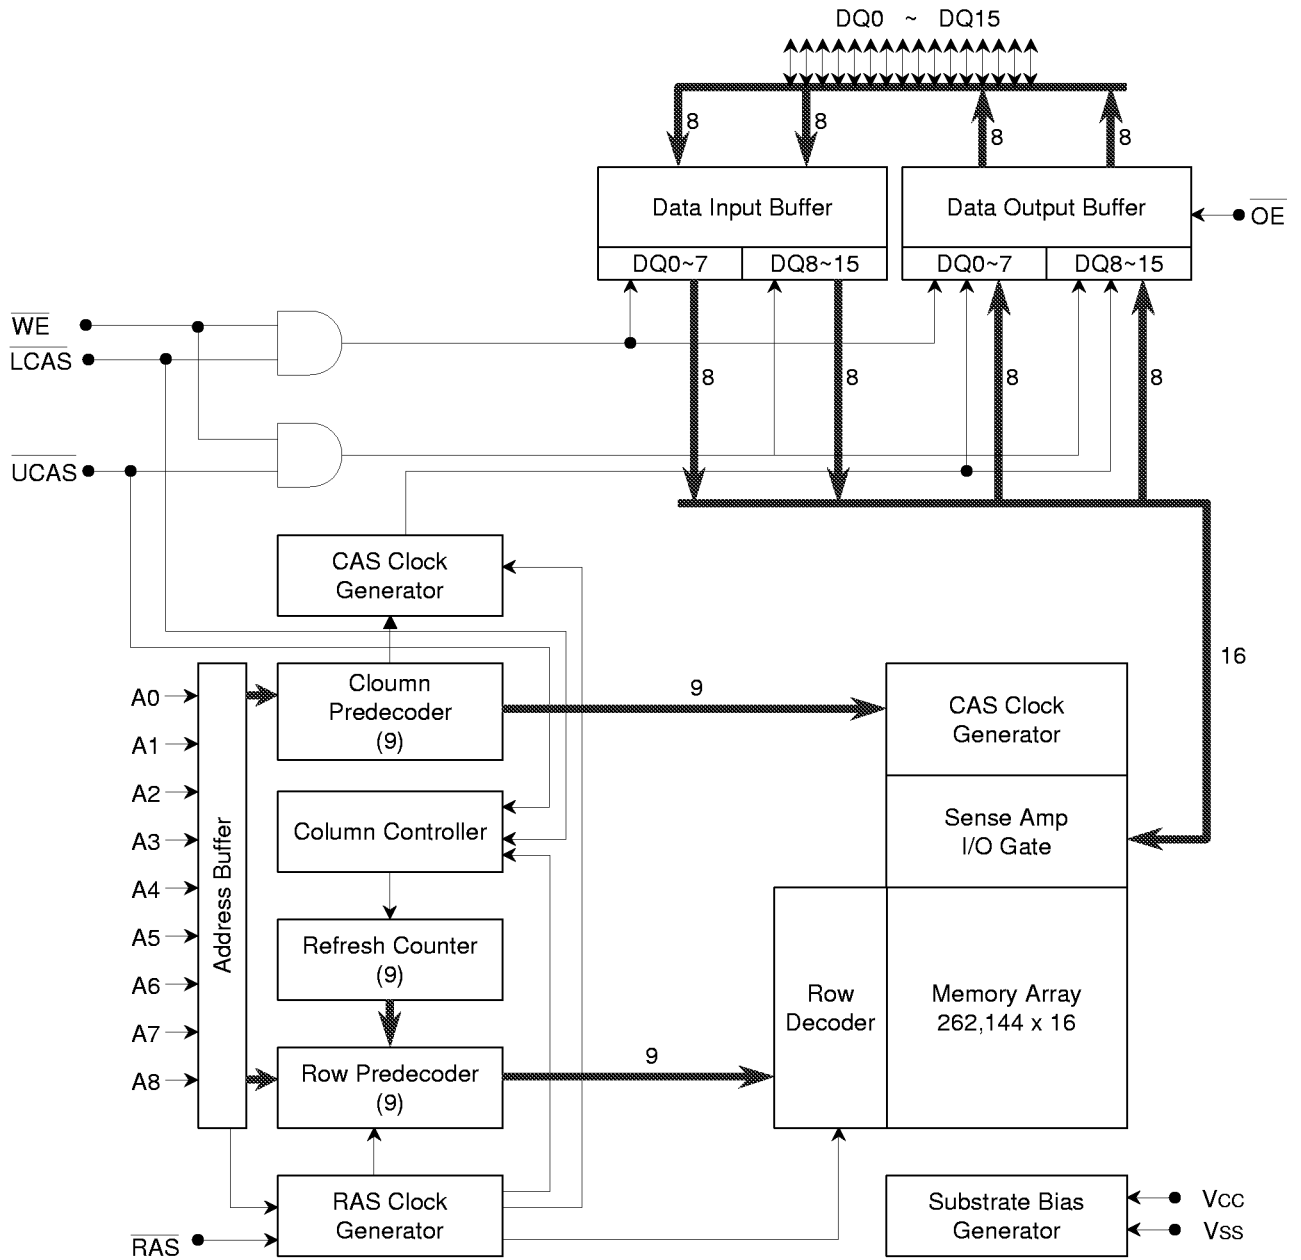 DQ0 ~ DQ15
8
8
8
8
Data Input Buffer
Data Output Buffer
OE
DQ0~7
DQ8~15
DQ0~7
DQ8~15
WE
LCAS
8
8
8
8
UCAS
CAS Clock
Generator
16
A0
A1
A2
A3
A4
A5
A6
A7
A8
Address Buffer
Cloumn
Predecoder
(9)
9
CAS Clock
Generator
Column Controller
Sense Amp
I/O Gate
Refresh Counter
(9)
Row
Decoder
Memory Array
262,144 x 16
Row Predecoder
(9)
9
RAS Clock
Generator
RAS
Substrate Bias
Generator
VCC
VSS